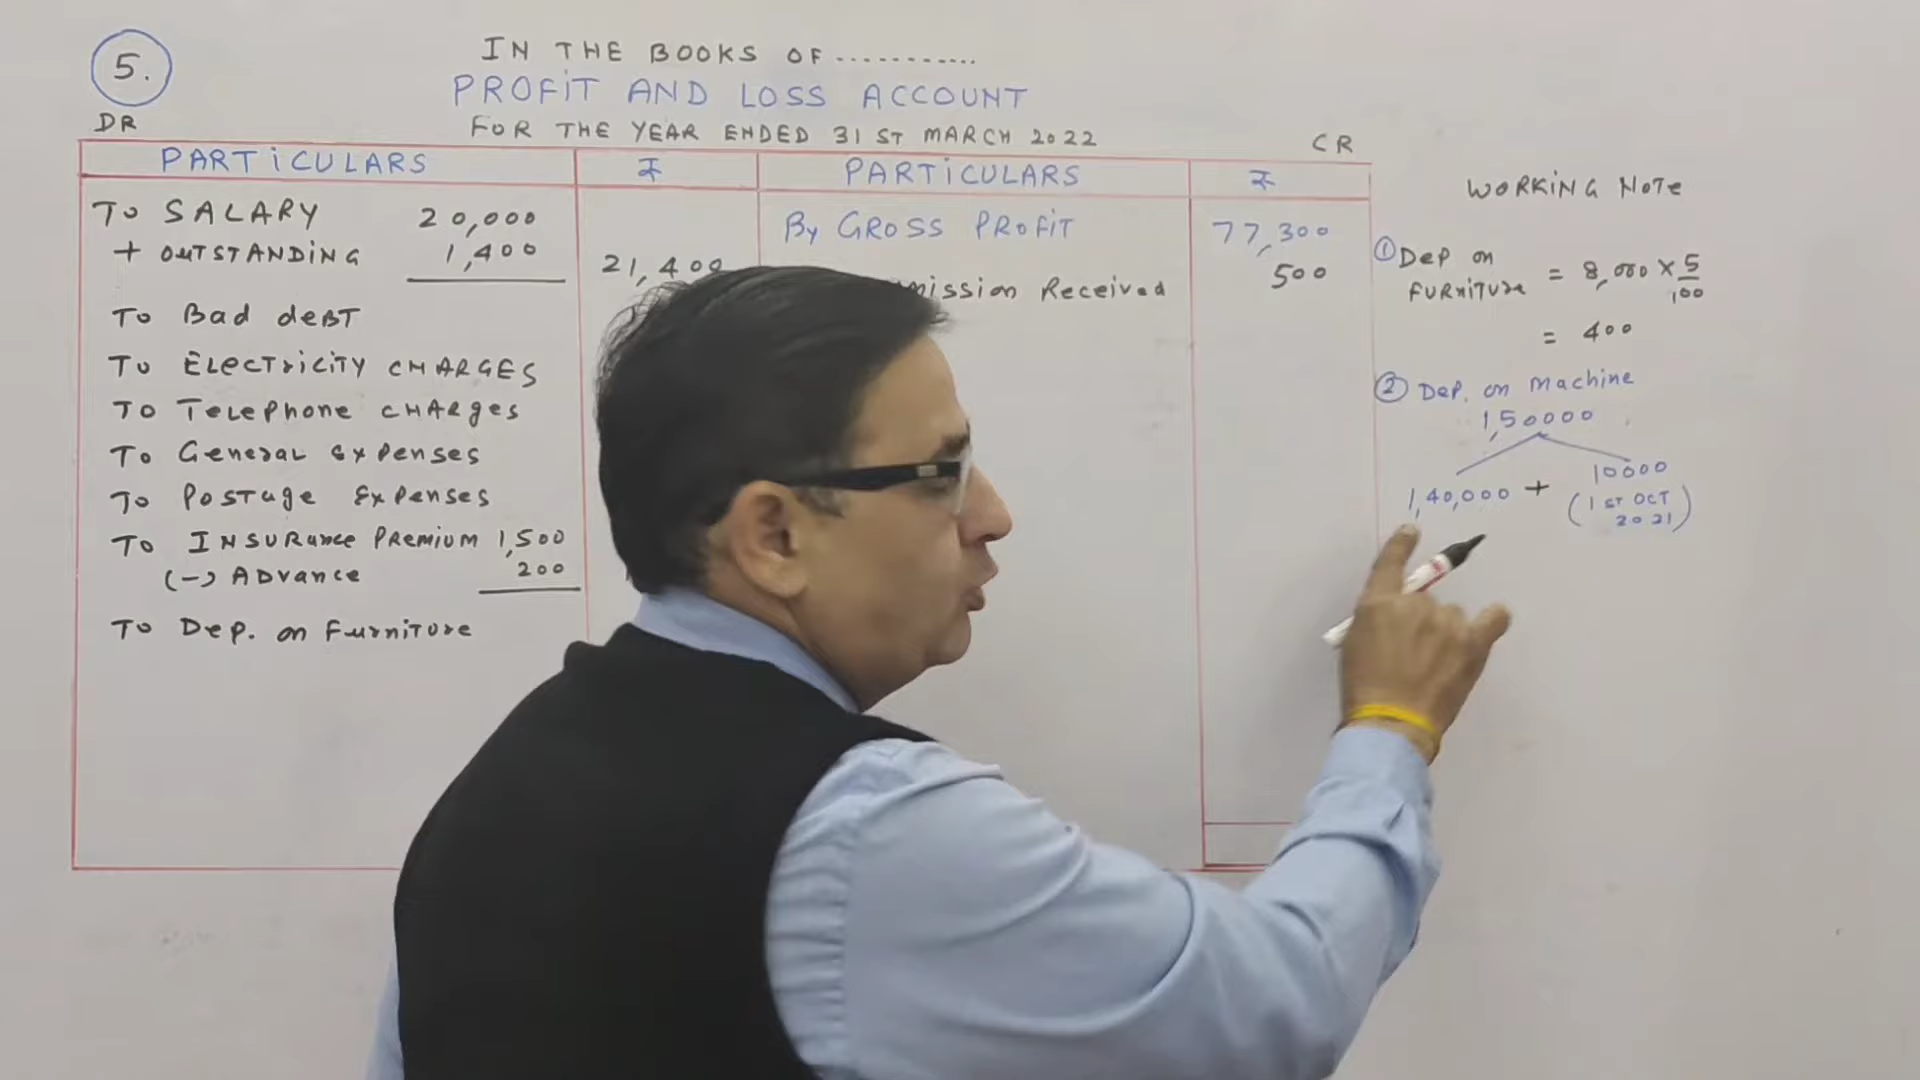 5.
IN THE BOOKS OF ...........
PROFiT AND LOSS ACCOUNT
FOR THE YEAR ENDED 31 ST MARCH 2022
DR
CR
PARTiCULARS ₹ PARTiCULARS ₹
TO SALARY 20,000
+ OUTSTANDiNG 1,400 21,400
TO Bad deBT
TO ELecTriCiTY CHARGES
TO TeLephone CHARges
TO GeneraL ExPenses
TO PosTage ExPenses
TO INSURance PRemiUM 1,500
(-) ADvance 200
TO Dep. on FurniTure
By GROSS PROFiT 77,300
Received 500
WORKiNG NoTe
① Dep on
FURNiTUre = 8,000 × 5/100
= 400
② Dep. on machine
1,50000
1,40,000 + 10000
(1 ST OCT
2021)